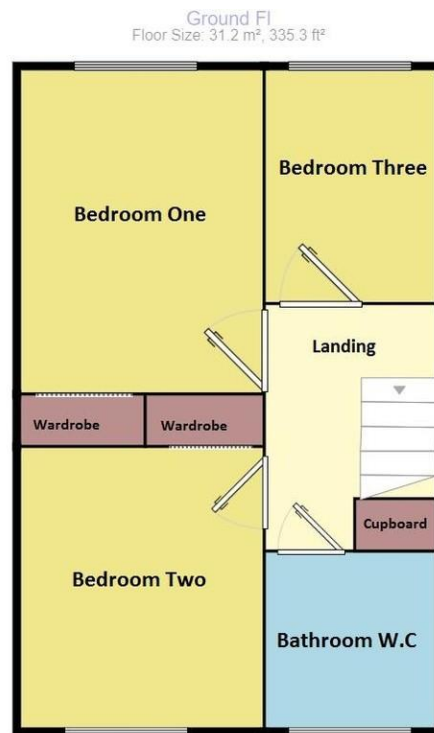 Ground Fl
Floor Size: 31.2 m², 335.3 ft²
Bedroom Three
Bedroom One
Landing
Wardrobe
Wardrobe
Cupboard
Bedroom Two
Bathroom W.C